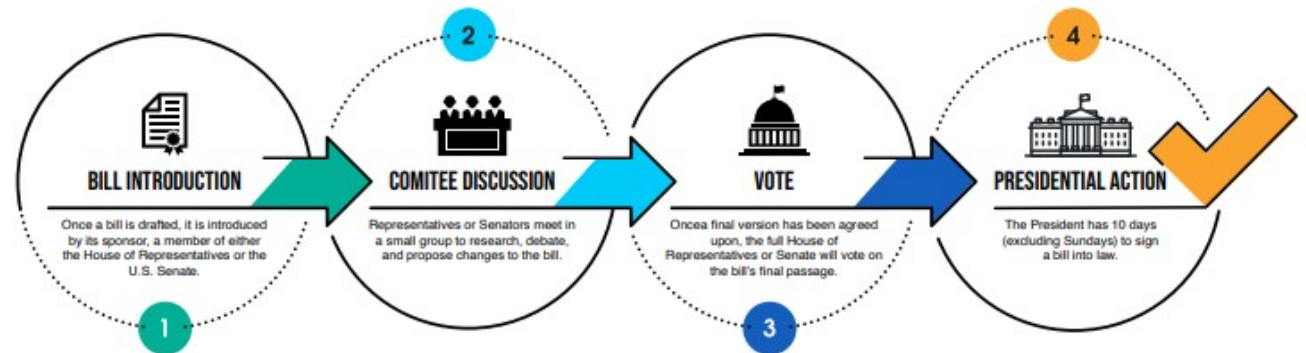 1
BILL INTRODUCTION
Once a bill is drafted, it is introduced
by its sponsor, a member of either
the House of Representatives or the
U.S. Senate.
2
COMITEE DISCUSSION
Representatives or Senators meet in
a small group to research, debate,
and propose changes to the bill.
3
VOTE
Oncea final version has been agreed
upon, the full House of
Representatives or Senate will vote on
the bill's final passage.
4
PRESIDENTIAL ACTION
The President has 10 days
(excluding Sundays) to sign
a bill into law.